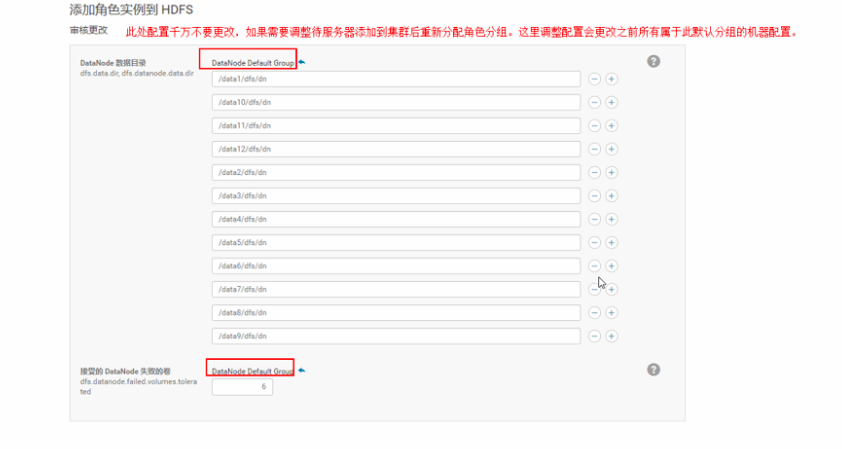 添加角色实例到 HDFS
审核更改 此处配置千万不要更改，如果需要调整待服务器添加到集群后重新分配角色分组。这里调整配置会更改之前所有属于此默认分组的机器配置。
DataNode 数据目录
dfs.data.dir, dfs.datanode.data.dir
DataNode Default Group
/data1/dfs/dn
/data10/dfs/dn
/data11/dfs/dn
/data12/dfs/dn
/data2/dfs/dn
/data3/dfs/dn
/data4/dfs/dn
/data5/dfs/dn
/data6/dfs/dn
/data7/dfs/dn
/data8/dfs/dn
/data9/dfs/dn
接受的 DataNode 失败的卷
dfs.datanode.failed.volumes.tolera
ted
DataNode Default Group
6